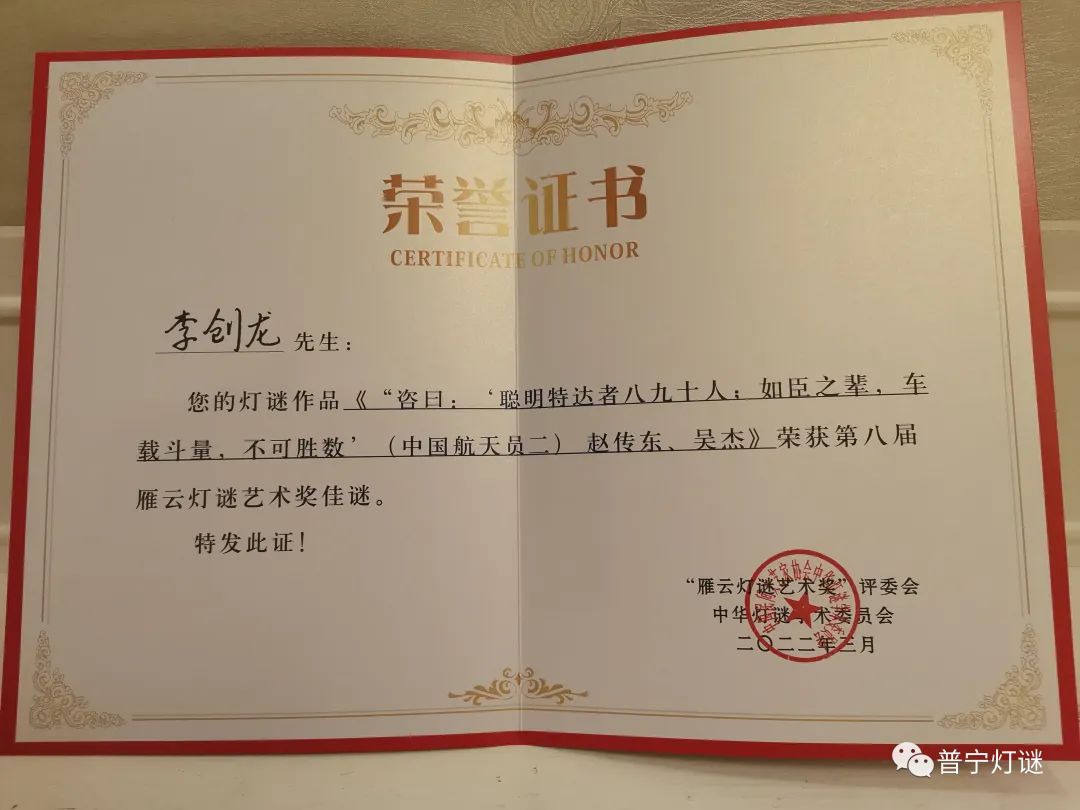 荣誉证书
CERTIFICATE OF HONOR
李创龙 先生：
您的灯谜作品《“咨曰：‘聪明特达者八九十人；如臣之辈，车
载斗量，不可胜数’（中国航天员二） 赵传东、吴杰》荣获第八届
雁云灯谜艺术奖佳谜。
特发此证！
“雁云灯谜艺术奖”评委会
中华灯谜学术委员会
二〇二二年三月
普宁灯谜